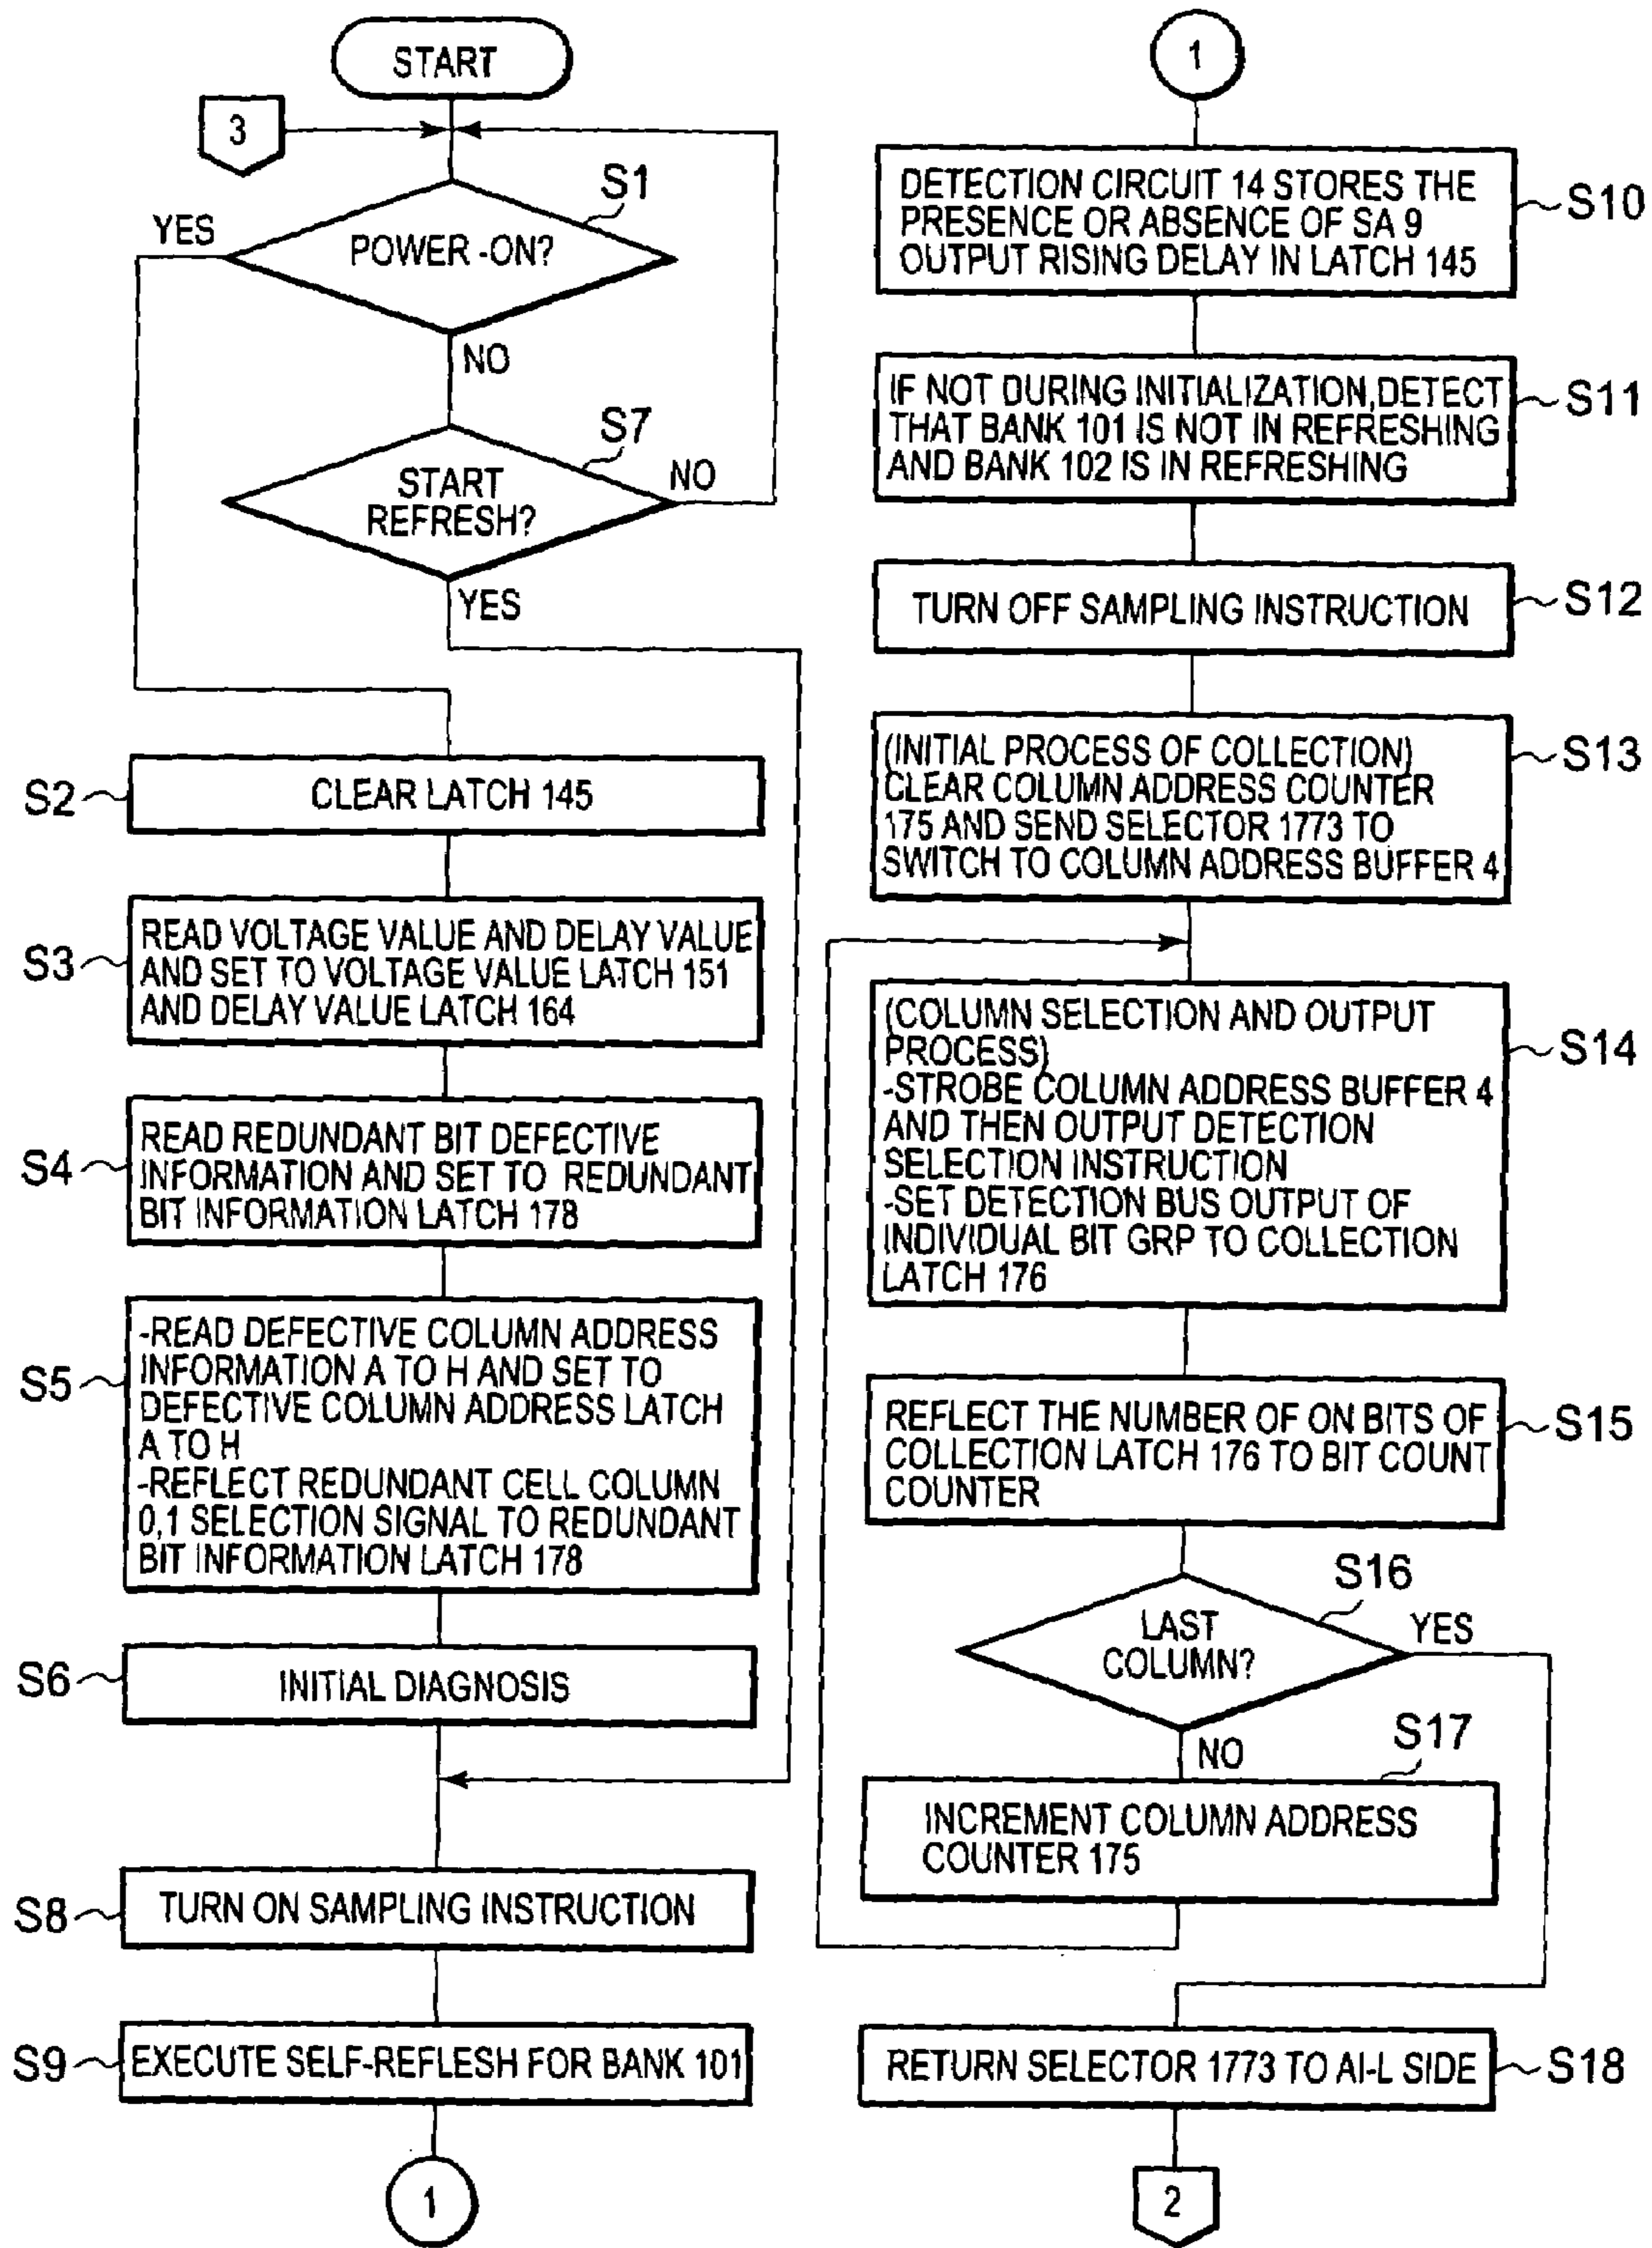 START
3
S1
YES
POWER -ON?
NO
S7
START
REFRESH?
NO
YES
S2
CLEAR LATCH 145
S3
READ VOLTAGE VALUE AND DELAY VALUE
AND SET TO VOLTAGE VALUE LATCH 151
AND DELAY VALUE LATCH 164
S4
READ REDUNDANT BIT DEFECTIVE
INFORMATION AND SET TO REDUNDANT
BIT INFORMATION LATCH 178
S5
-READ DEFECTIVE COLUMN ADDRESS
INFORMATION A TO H AND SET TO
DEFECTIVE COLUMN ADDRESS LATCH
A TO H
-REFLECT REDUNDANT CELL COLUMN
0,1 SELECTION SIGNAL TO REDUNDANT
BIT INFORMATION LATCH 178
S6
INITIAL DIAGNOSIS
S8
TURN ON SAMPLING INSTRUCTION
S9
EXECUTE SELF-REFLESH FOR BANK 101
1
1
DETECTION CIRCUIT 14 STORES THE
PRESENCE OR ABSENCE OF SA 9
OUTPUT RISING DELAY IN LATCH 145
S10
IF NOT DURING INITIALIZATION,DETECT
THAT BANK 101 IS NOT IN REFRESHING
AND BANK 102 IS IN REFRESHING
S11
TURN OFF SAMPLING INSTRUCTION
S12
(INITIAL PROCESS OF COLLECTION)
CLEAR COLUMN ADDRESS COUNTER
175 AND SEND SELECTOR 1773 TO
SWITCH TO COLUMN ADDRESS BUFFER 4
S13
(COLUMN SELECTION AND OUTPUT
PROCESS)
-STROBE COLUMN ADDRESS BUFFER 4
AND THEN OUTPUT DETECTION
SELECTION INSTRUCTION
-SET DETECTION BUS OUTPUT OF
INDIVIDUAL BIT GRP TO COLLECTION
LATCH 176
S14
REFLECT THE NUMBER OF ON BITS OF
COLLECTION LATCH 176 TO BIT COUNT
COUNTER
S15
S16
LAST
COLUMN?
YES
NO
S17
INCREMENT COLUMN ADDRESS
COUNTER 175
RETURN SELECTOR 1773 TO AI-L SIDE
S18
2